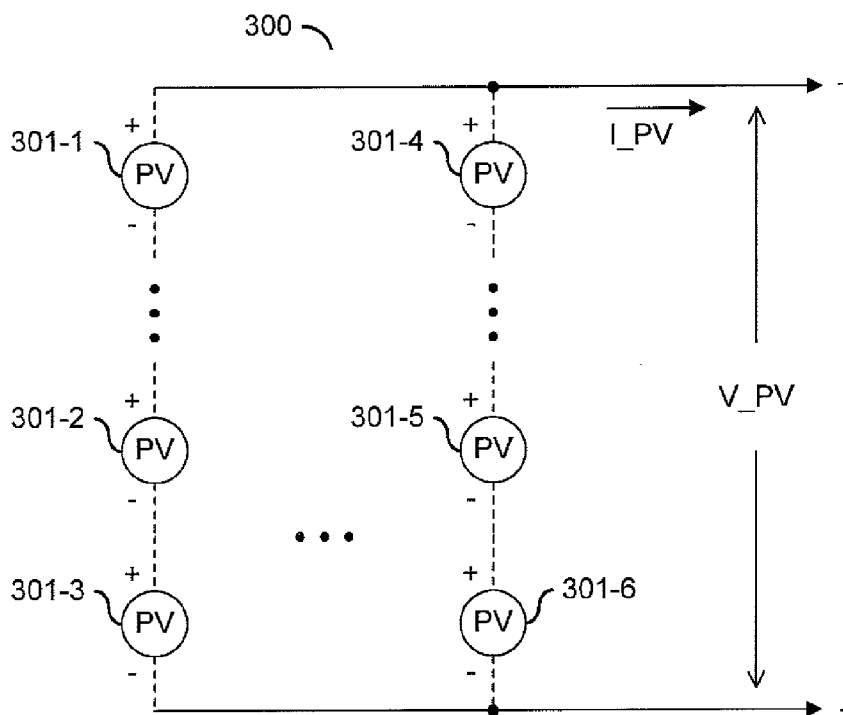 300
+ +
301-1 PV 301-4 PV I_PV
- -
V_PV
+ +
301-2 PV 301-5 PV
- -
+ +
301-3 PV PV 301-6
- -